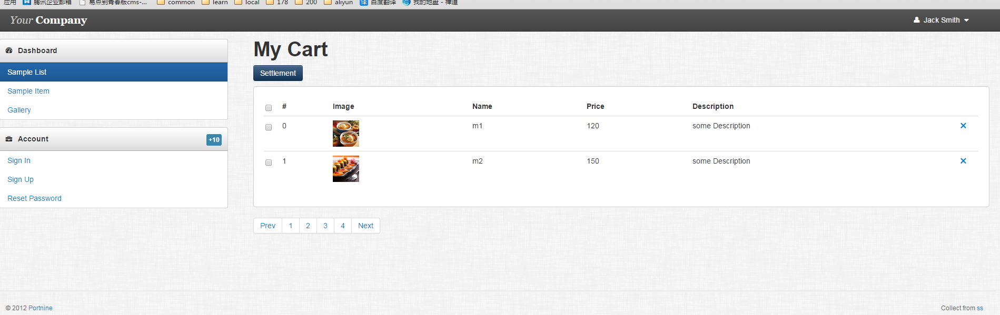 应用 腾讯企业邮箱 易点到青春版cms-... common learn local 178 200 aliyun 译 百度翻译 我的地盘 - 禅道
Your Company
Jack Smith
Dashboard
Sample List
Sample Item
Gallery
Account +10
Sign In
Sign Up
Reset Password
My Cart
Settlement
# Image Name Price Description
0 m1 120 some Description
1 m2 150 some Description
Prev 1 2 3 4 Next
© 2012 Portnine
Collect from ss